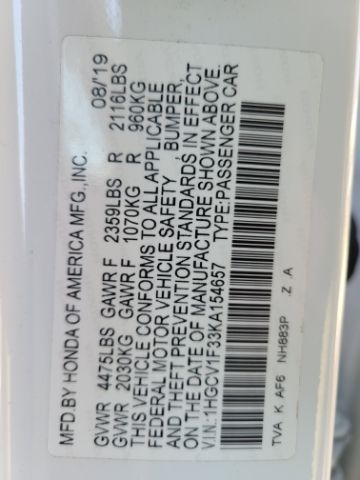 MFD.BY HONDA OF AMERICA MFG.,INC. 08/'19
GVWR 4475LBS GAWR F 2359LBS R 2116LBS
GVWR 2030KG GAWR F 1070KG R 960KG
THIS VEHICLE CONFORMS TO ALL APPLICABLE
FEDERAL MOTOR VEHICLE SAFETY , BUMPER,
AND THEFT PREVENTION STANDARDS IN EFFECT
ON THE DATE OF MANUFACTURE SHOWN ABOVE.
V.I.N.:1HGCV1F33KA154657 TYPE:PASSENGER CAR
TVA K AF6 NH883P .Z .A